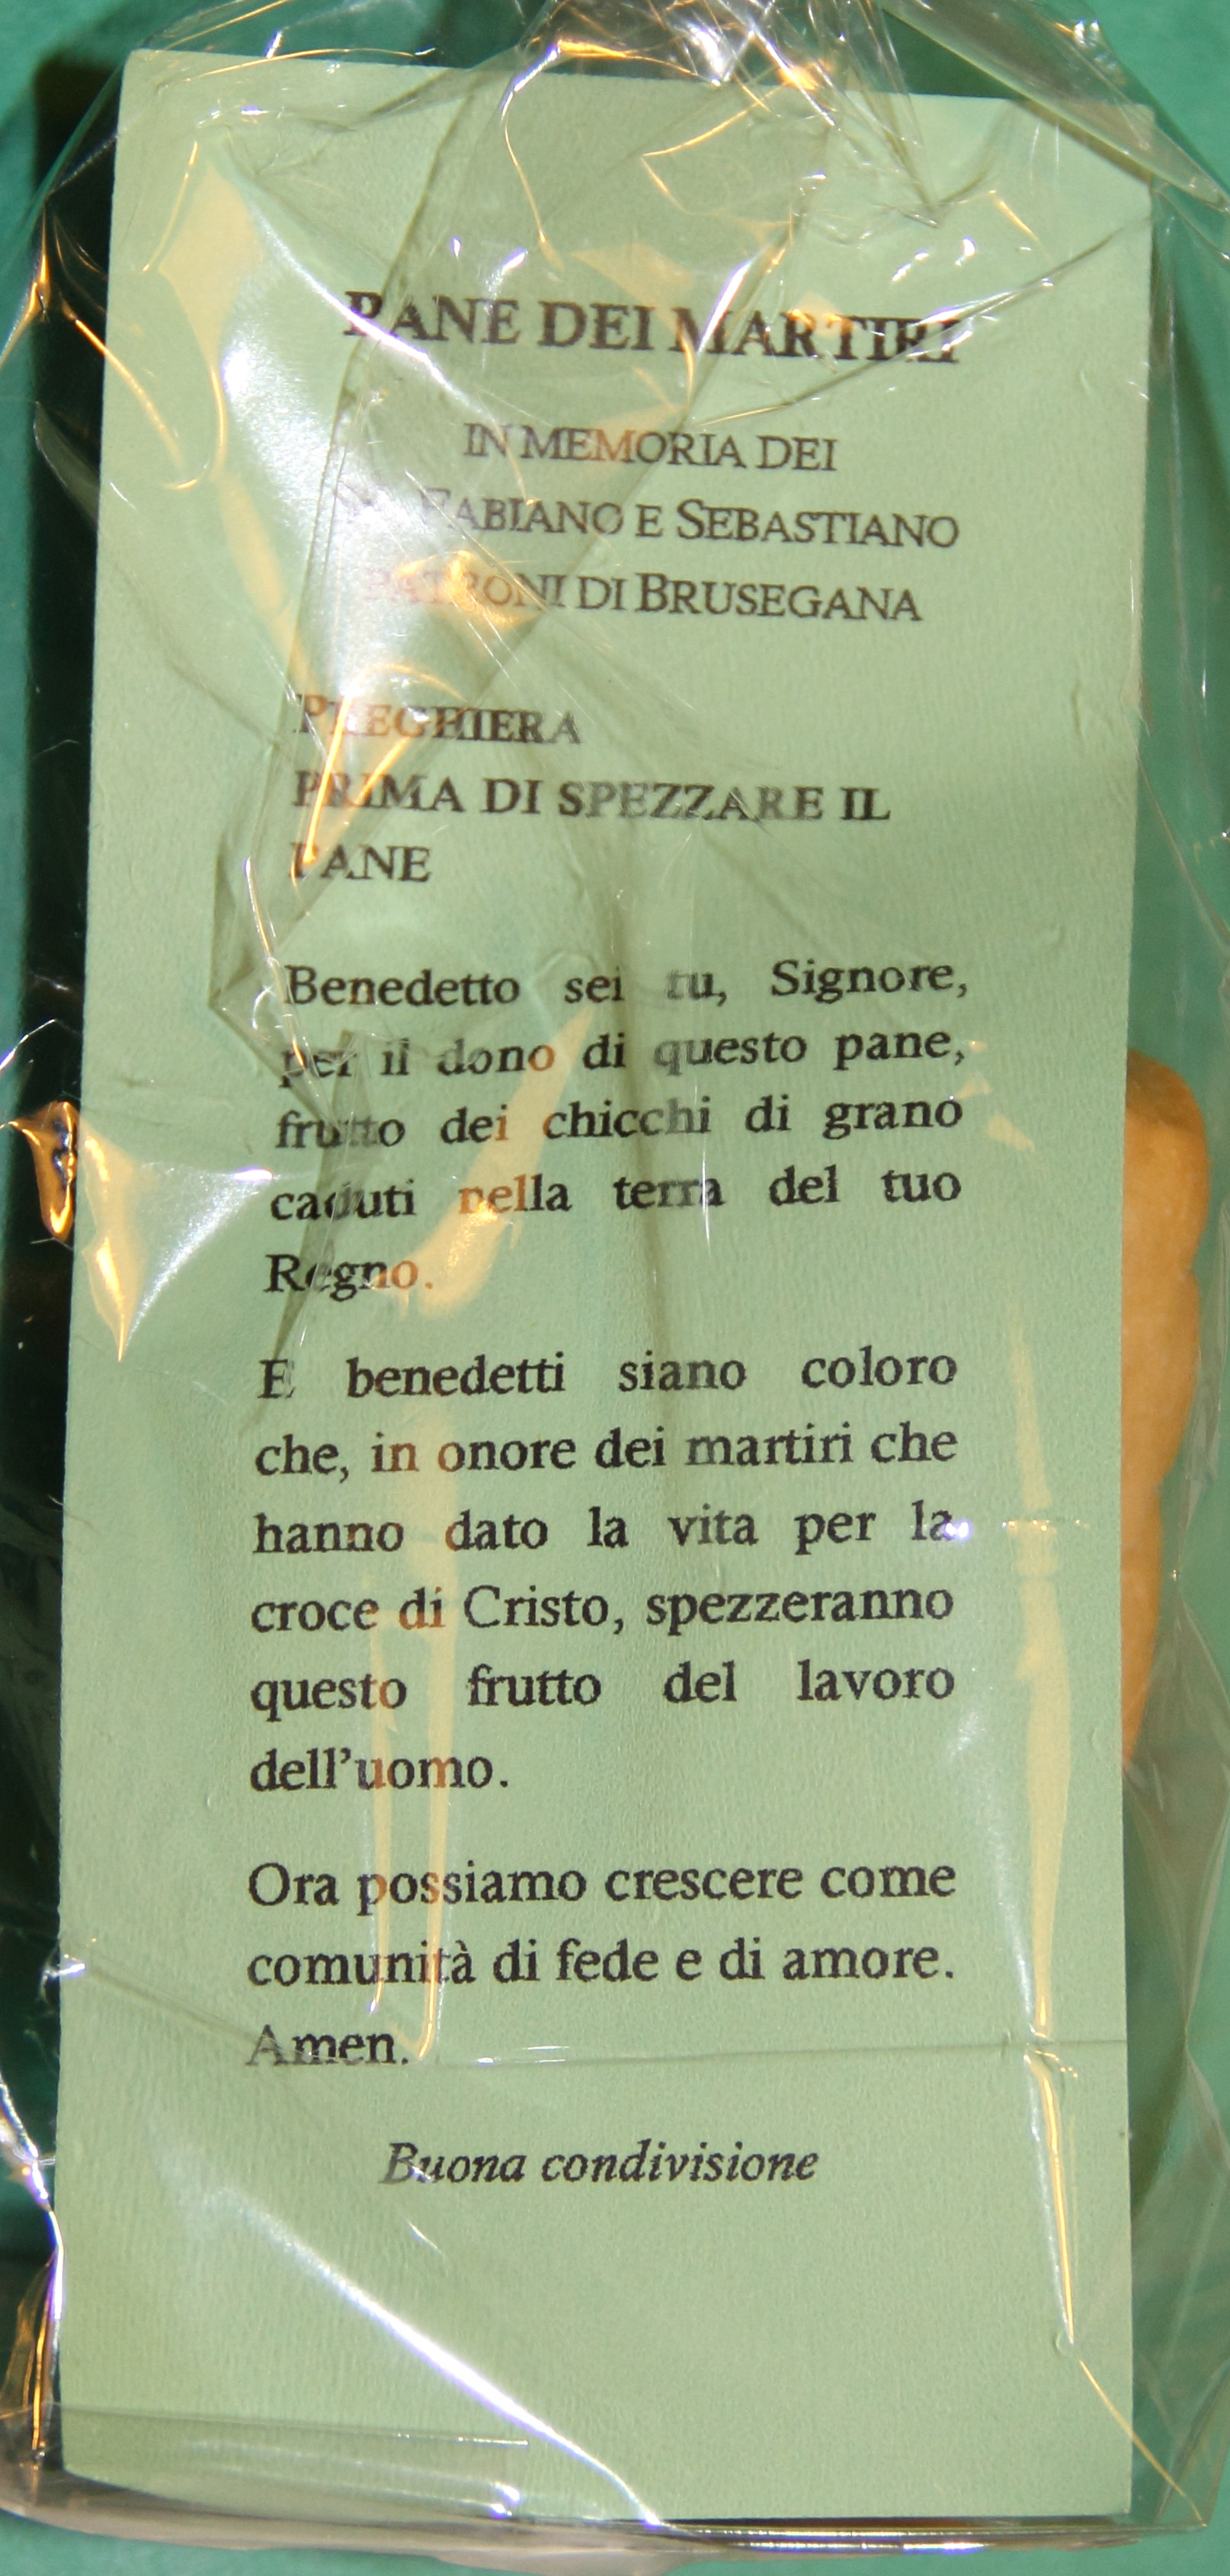 PANE DEI MARTIRI
IN MEMORIA DEI
FABIANO E SEBASTIANO
PATRONI DI BRUSEGANA
PREGHIERA
PRIMA DI SPEZZARE IL
PANE
Benedetto sei tu, Signore,
per il dono di questo pane,
frutto dei chicchi di grano
caduti nella terra del tuo
Regno.
E benedetti siano coloro
che, in onore dei martiri che
hanno dato la vita per la
croce di Cristo, spezzeranno
questo frutto del lavoro
dell'uomo.
Ora possiamo crescere come
comunità di fede e di amore.
Amen.
Buona condivisione